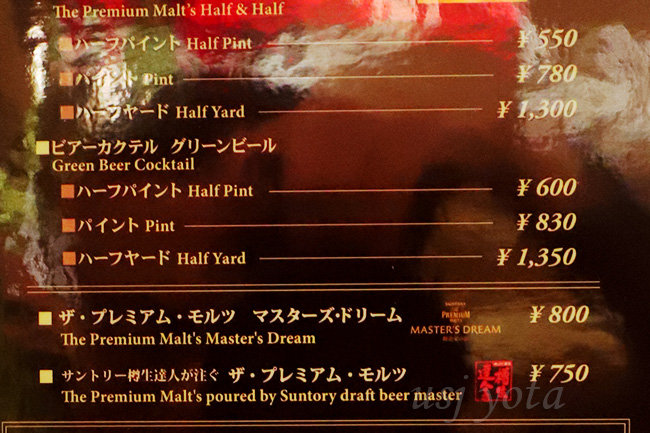 The Premium Malt's Half & Half
■ハーフパイント Half Pint ¥ 550
■パイント Pint ¥ 780
■ハーフヤード Half Yard ¥ 1,300
■ビアーカクテル グリーンビール
Green Beer Cocktail
■ハーフパイント Half Pint ¥ 600
■パイント Pint ¥ 830
■ハーフヤード Half Yard ¥ 1,350
■ ザ・プレミアム・モルツ マスターズ・ドリーム ¥ 800
PREMIUM
MASTER'S DREAM
The Premium Malt's Master's Dream
■ サントリー樽生達人が注ぐ ザ・プレミアム・モルツ ¥ 750
The Premium Malt's poured by Suntory draft beer master
usj yota